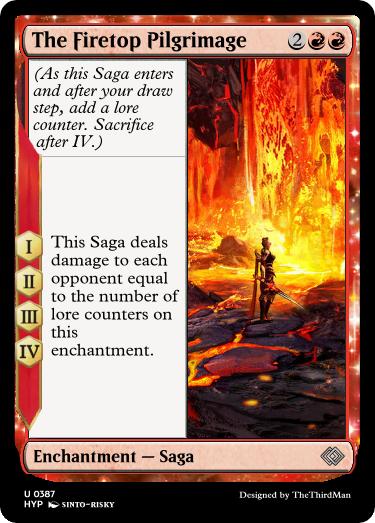 The Firetop Pilgrimage 2
(As this Saga enters
and after your draw
step, add a lore
counter. Sacrifice
after IV.)
I
II
III
IV
This Saga deals
damage to each
opponent equal
to the number of
lore counters on
this
enchantment.
Enchantment — Saga
U 0387
HYP SINTO-RISKY
Designed by TheThirdMan